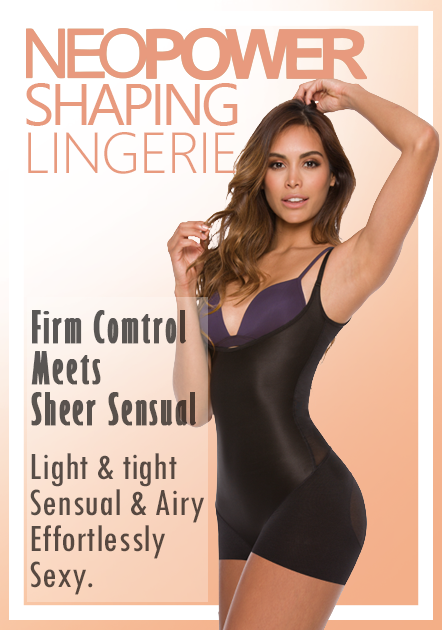 NEOPOWER
SHAPING
LINGERIE
Firm Comtrol
Meets
Sheer Sensual
Light & tight
Sensual & Airy
Effortlessly
Sexy.